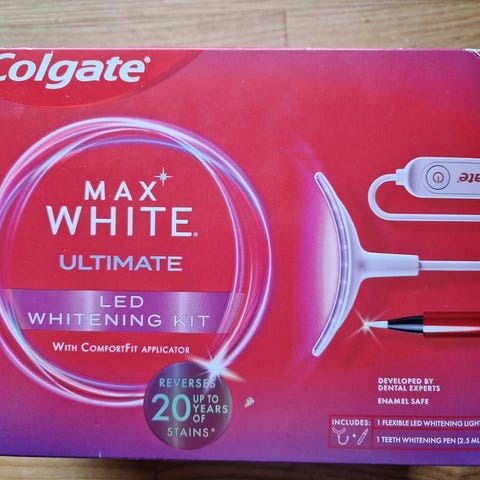 Colgate®
MAX
WHITE®
ULTIMATE
LED
WHITENING KIT
WITH COMFORTFIT APPLICATOR
REVERSES
20 UP TO
YEARS
OF
STAINS*
DEVELOPED BY
DENTAL EXPERTS
ENAMEL SAFE
INCLUDES:
1 FLEXIBLE LED WHITENING LIGHT
1 TEETH WHITENING PEN (2.5 ML